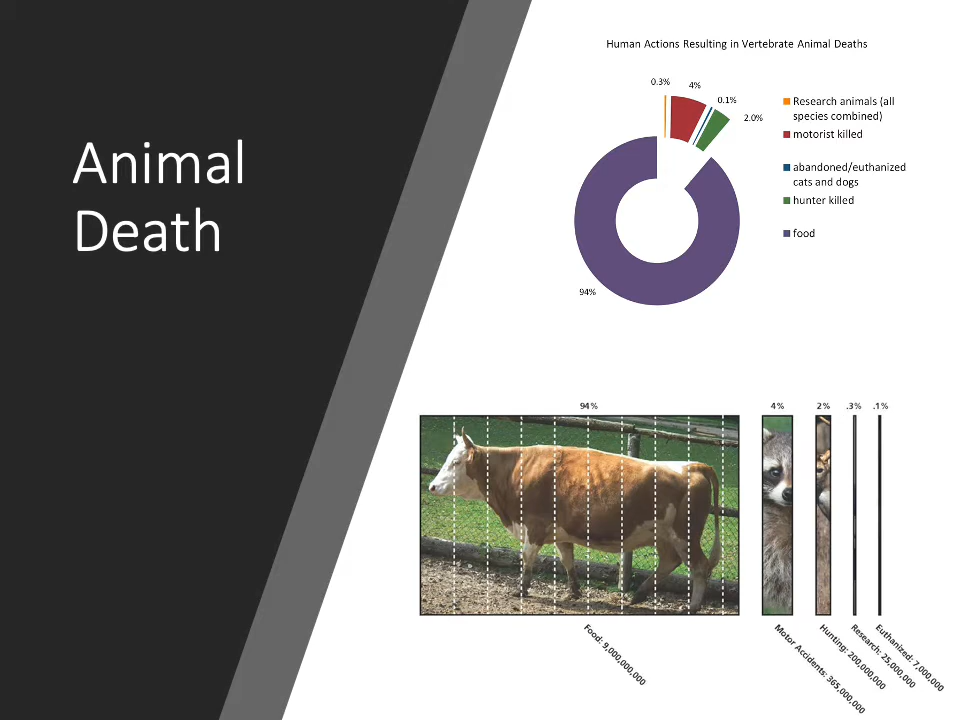 Animal
Death
Human Actions Resulting in Vertebrate Animal Deaths
0.3%
4%
0.1%
2.0%
94%
Research animals (all
species combined)
motorist killed
abandoned/euthanized
cats and dogs
hunter killed
food
94%
4%
2%
.3%
.1%
Food: 9,000,000,000
Motor Accidents: 365,000,000
Hunting: 200,000,000
Research: 25,000,000
Euthanized: 7,000,000